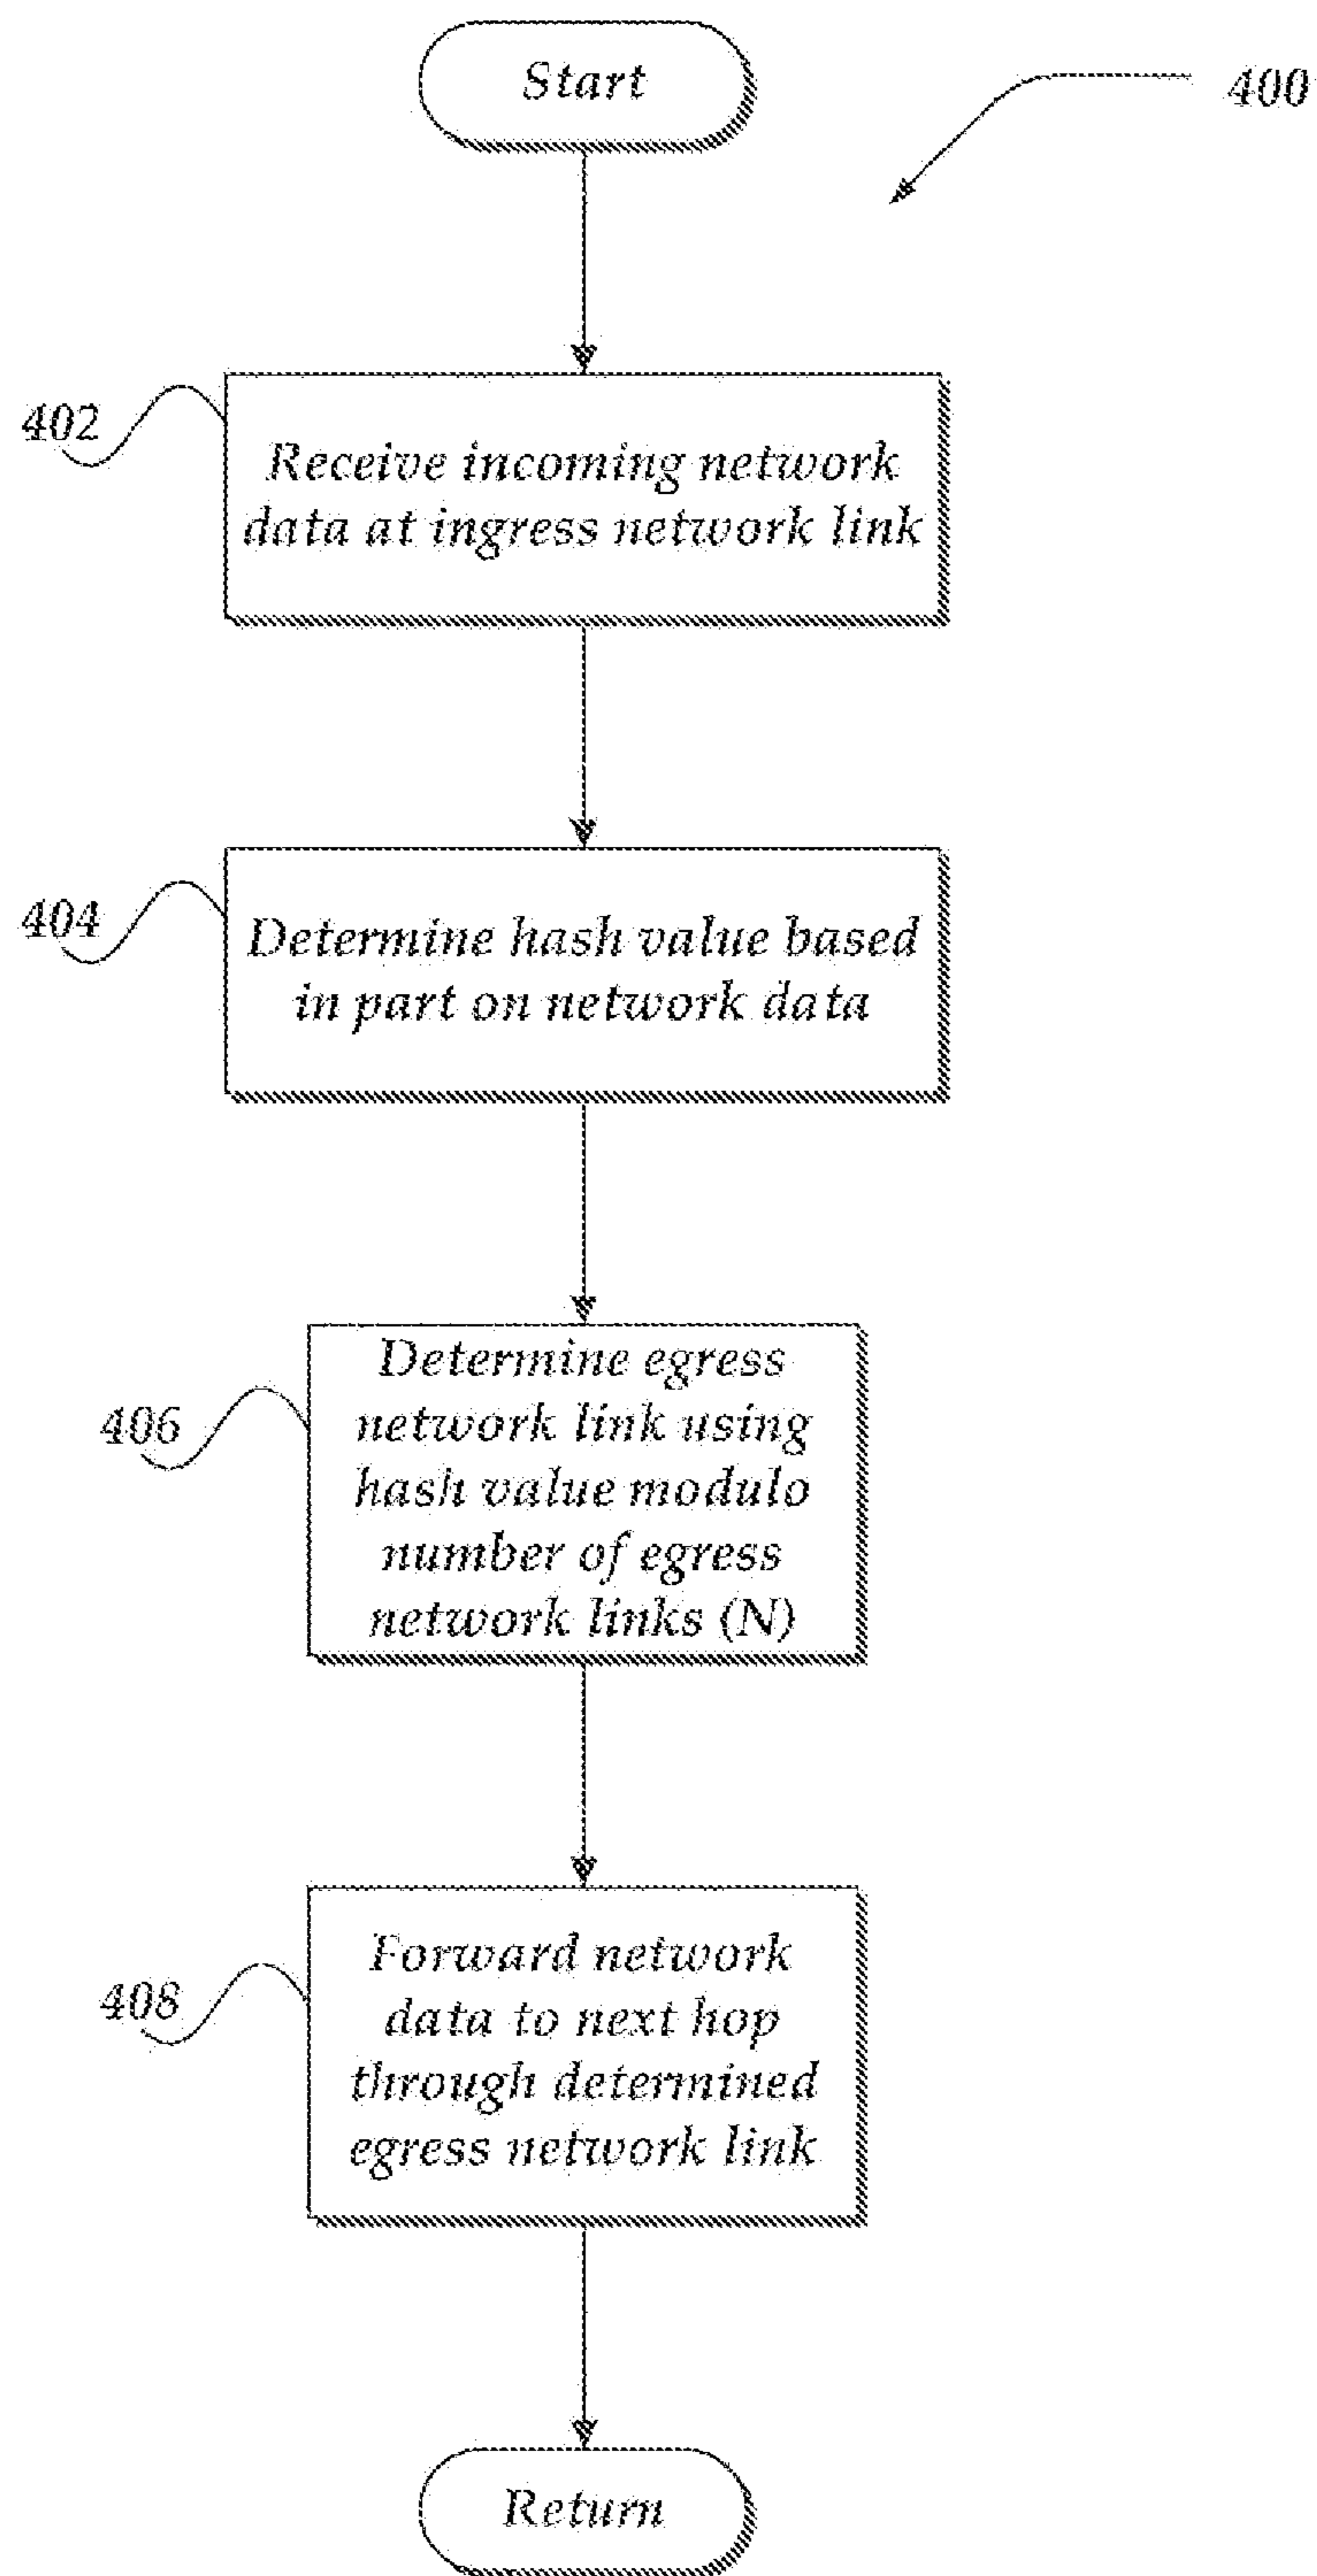 Start
400
402
Receive incoming network
data at ingress network link
404
Determine hash value based
in part on network data
406
Determine egress
network link using
hash value modulo
number of egress
network links (N)
408
Forward network
data to next hop
through determined
egress network link
Return